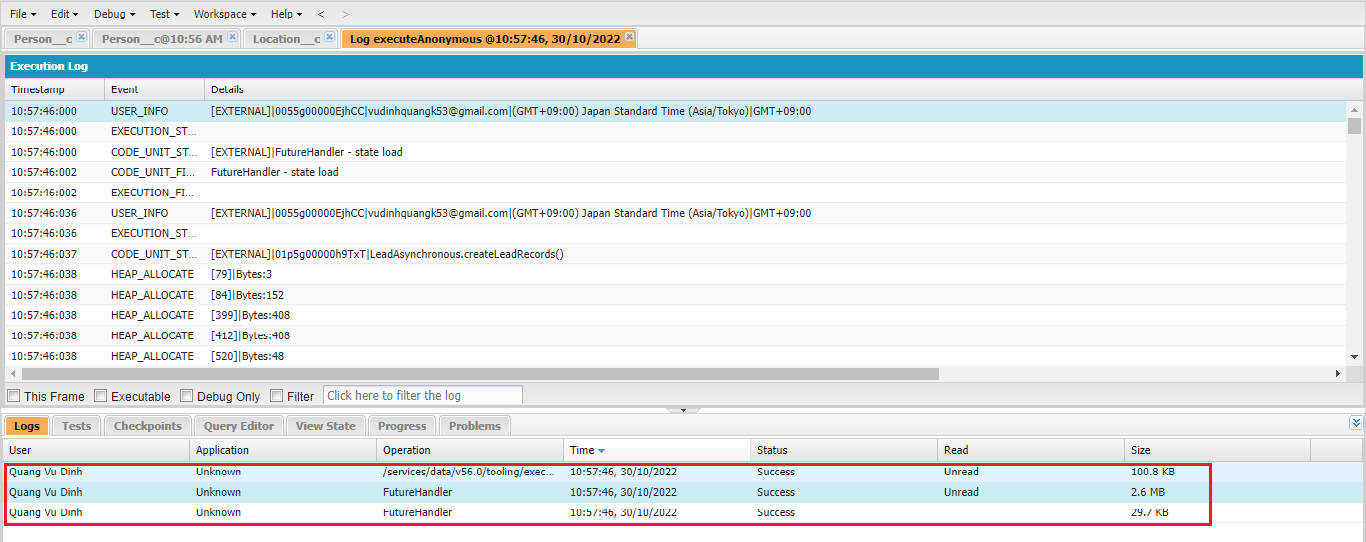 File Edit Debug Test Workspace Help < >
Person__c Person__c@10:56 AM Location__c Log executeAnonymous @10:57:46, 30/10/2022
Execution Log
Timestamp Event Details
10:57:46:000 USER_INFO [EXTERNAL]|0055g00000EjhCC|vudinhquangk53@gmail.com|(GMT+09:00) Japan Standard Time (Asia/Tokyo)|GMT+09:00
10:57:46:000 EXECUTION_ST...
10:57:46:000 CODE_UNIT_ST... [EXTERNAL]|FutureHandler - state load
10:57:46:002 CODE_UNIT_FI... FutureHandler - state load
10:57:46:002 EXECUTION_FI...
10:57:46:036 USER_INFO [EXTERNAL]|0055g00000EjhCC|vudinhquangk53@gmail.com|(GMT+09:00) Japan Standard Time (Asia/Tokyo)|GMT+09:00
10:57:46:036 EXECUTION_ST...
10:57:46:037 CODE_UNIT_ST... [EXTERNAL]|01p5g00000h9TxT|LeadAsynchronous.createLeadRecords()
10:57:46:038 HEAP_ALLOCATE [79]|Bytes:3
10:57:46:038 HEAP_ALLOCATE [84]|Bytes:152
10:57:46:038 HEAP_ALLOCATE [399]|Bytes:408
10:57:46:038 HEAP_ALLOCATE [412]|Bytes:408
10:57:46:038 HEAP_ALLOCATE [520]|Bytes:48
This Frame Executable Debug Only Filter Click here to filter the log
Logs Tests Checkpoints Query Editor View State Progress Problems
User Application Operation Time Status Read Size
Quang Vu Dinh Unknown /services/data/v56.0/tooling/exec... 10:57:46, 30/10/2022 Success Unread 100.8 KB
Quang Vu Dinh Unknown FutureHandler 10:57:46, 30/10/2022 Success Unread 2.6 MB
Quang Vu Dinh Unknown FutureHandler 10:57:46, 30/10/2022 Success 29.7 KB